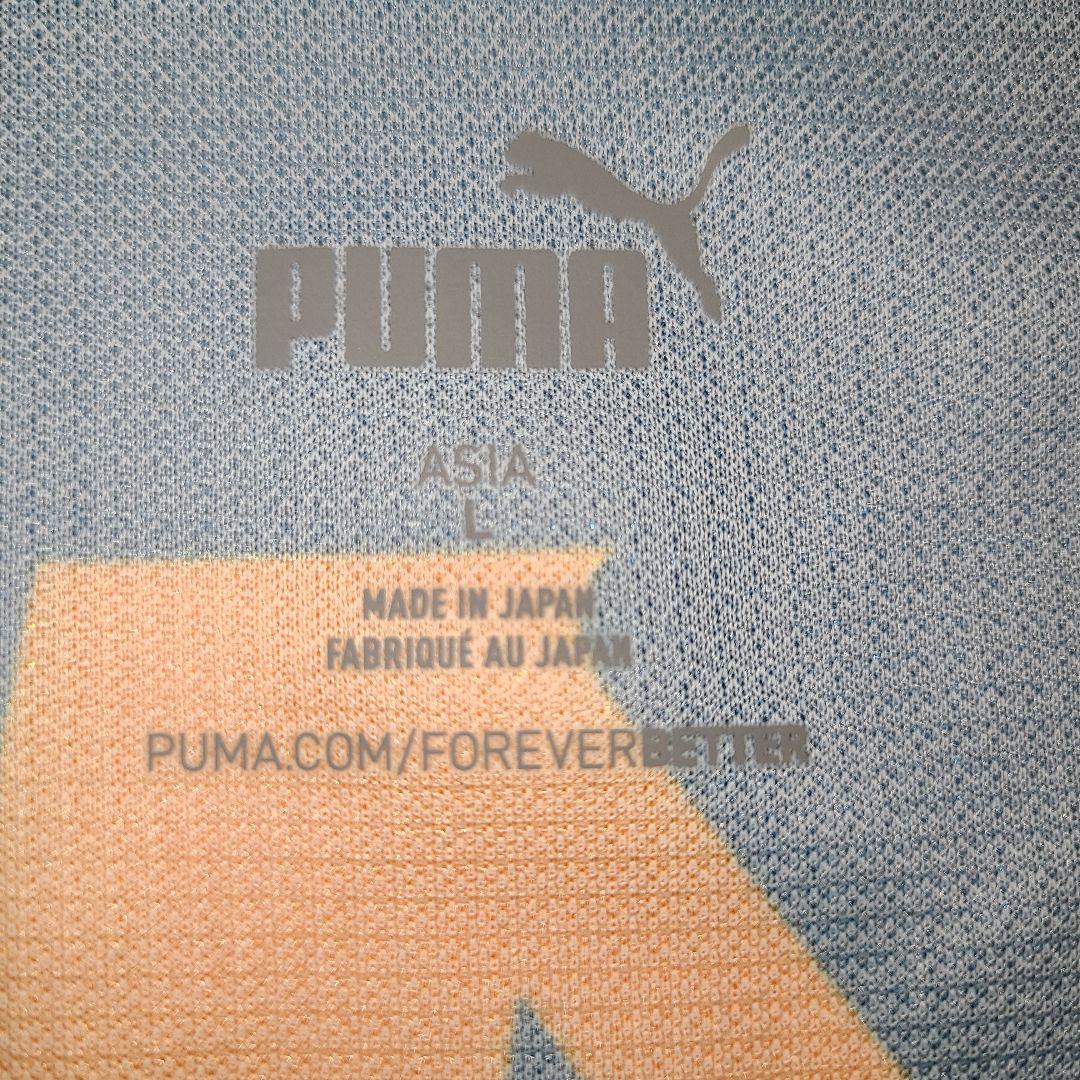 PUMA
ASIA
L
MADE IN JAPAN
FABRIQUÉ AU JAPAN
PUMA.COM/FOREVERBETTER